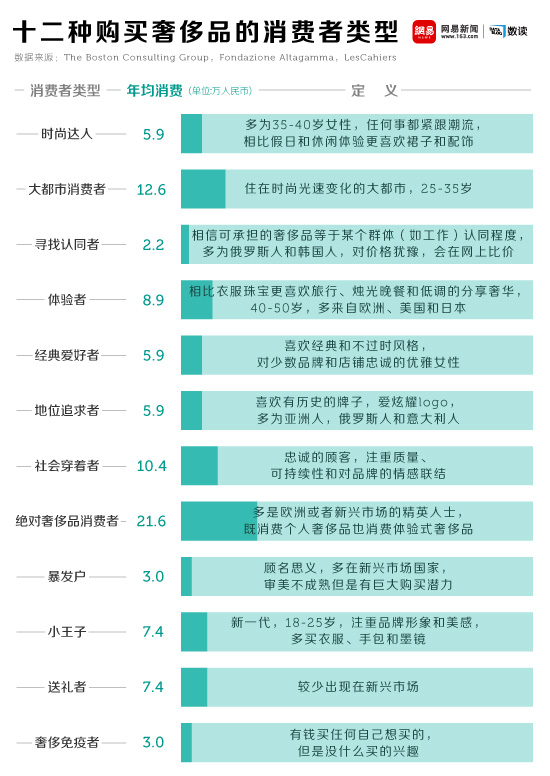 十二种购买奢侈品的消费者类型
網易 NEWS 网易新闻 www.163.com 数读
数据来源：The Boston Consulting Group，Fondazione Altagamma，LesCahiers
消费者类型 年均消费（单位:万人民币） 定 义
时尚达人 5.9
多为35-40岁女性，任何事都紧跟潮流，
相比假日和休闲体验更喜欢裙子和配饰
大都市消费者 12.6 住在时尚光速变化的大都市，25-35岁
寻找认同者 2.2
相信可承担的奢侈品等于某个群体（如工作）认同程度，
多为俄罗斯人和韩国人，对价格犹豫，会在网上比价
体验者 8.9
相比衣服珠宝更喜欢旅行、烛光晚餐和低调的分享奢华，
40-50岁，多来自欧洲、美国和日本
经典爱好者 5.9
喜欢经典和不过时风格，
对少数品牌和店铺忠诚的优雅女性
地位追求者 5.9
喜欢有历史的牌子，爱炫耀logo，
多为亚洲人，俄罗斯人和意大利人
社会穿着者 10.4
忠诚的顾客，注重质量、
可持续性和对品牌的情感联结
绝对奢侈品消费者 21.6
多是欧洲或者新兴市场的精英人士，
既消费个人奢侈品也消费体验式奢侈品
暴发户 3.0
顾名思义，多在新兴市场国家，
审美不成熟但是有巨大购买潜力
小王子 7.4
新一代，18-25岁，注重品牌形象和美感，
多买衣服、手包和墨镜
送礼者 7.4 较少出现在新兴市场
奢侈免疫者 3.0
有钱买任何自己想买的，
但是没什么买的兴趣